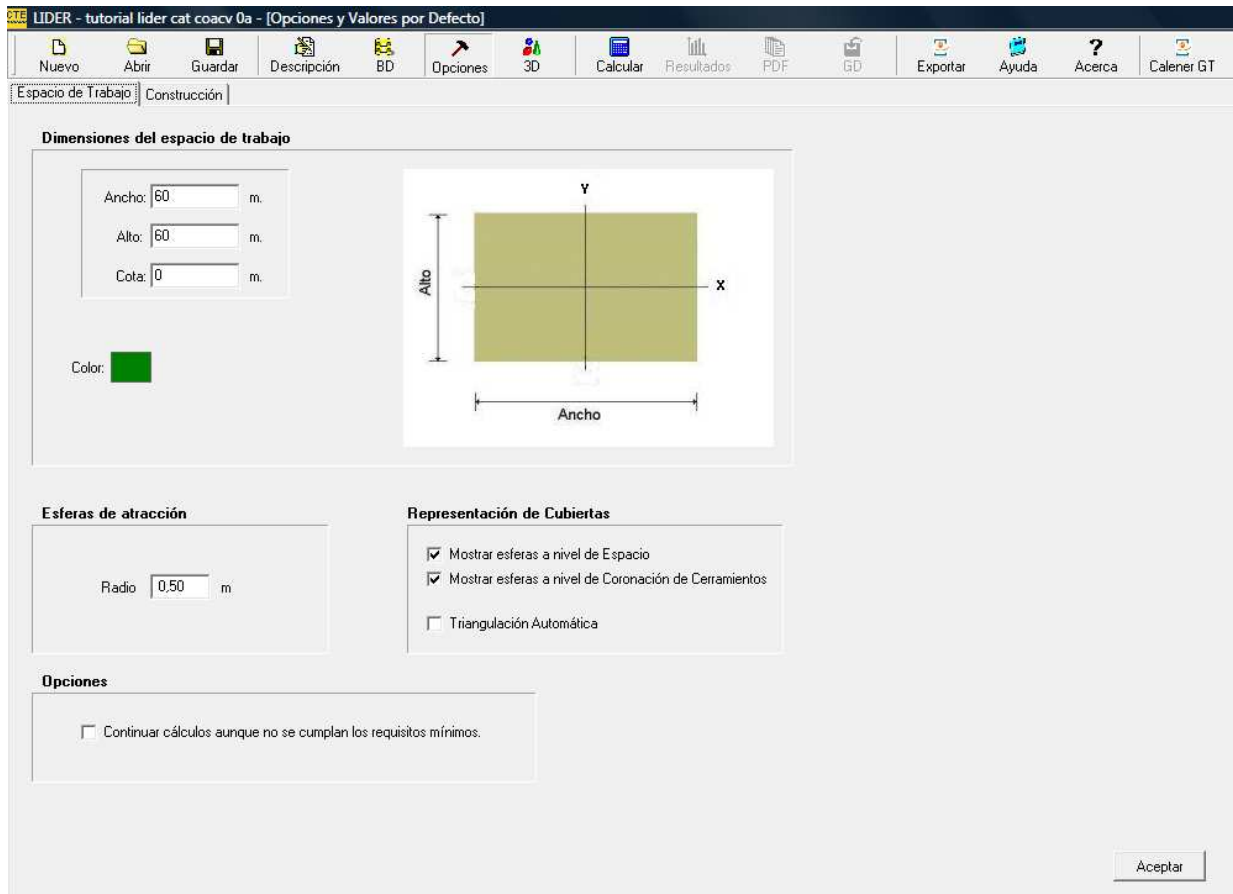 CTE LIDER - tutorial lider cat coacv 0a - [Opciones y Valores por Defecto]
Nuevo Abrir Guardar Descripción BD Opciones 3D Calcular Resultados PDF GD Exportar Ayuda Acerca Calener GT
Espacio de Trabajo Construcción
Dimensiones del espacio de trabajo
Ancho: 60 m.
Alto: 60 m.
Cota: 0 m.
Color:
Y
X
Alto
Ancho
Esferas de atracción
Radio 0,50 m
Representación de Cubiertas
Mostrar esferas a nivel de Espacio
Mostrar esferas a nivel de Coronación de Cerramientos
Triangulación Automática
Opciones
Continuar cálculos aunque no se cumplan los requisitos mínimos.
Aceptar